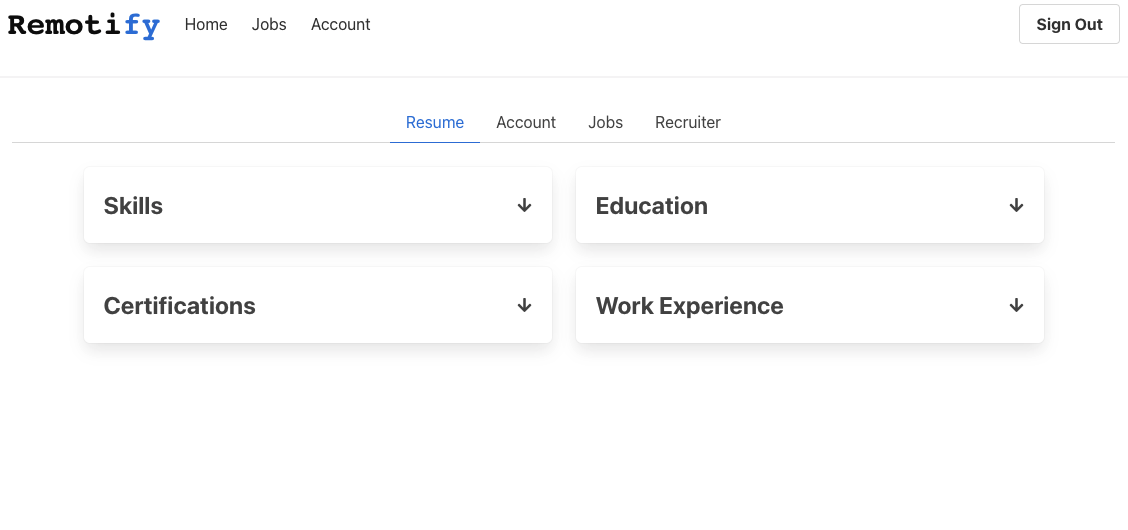 Remotify Home Jobs Account Sign Out
Resume Account Jobs Recruiter
Skills Education
Certifications Work Experience